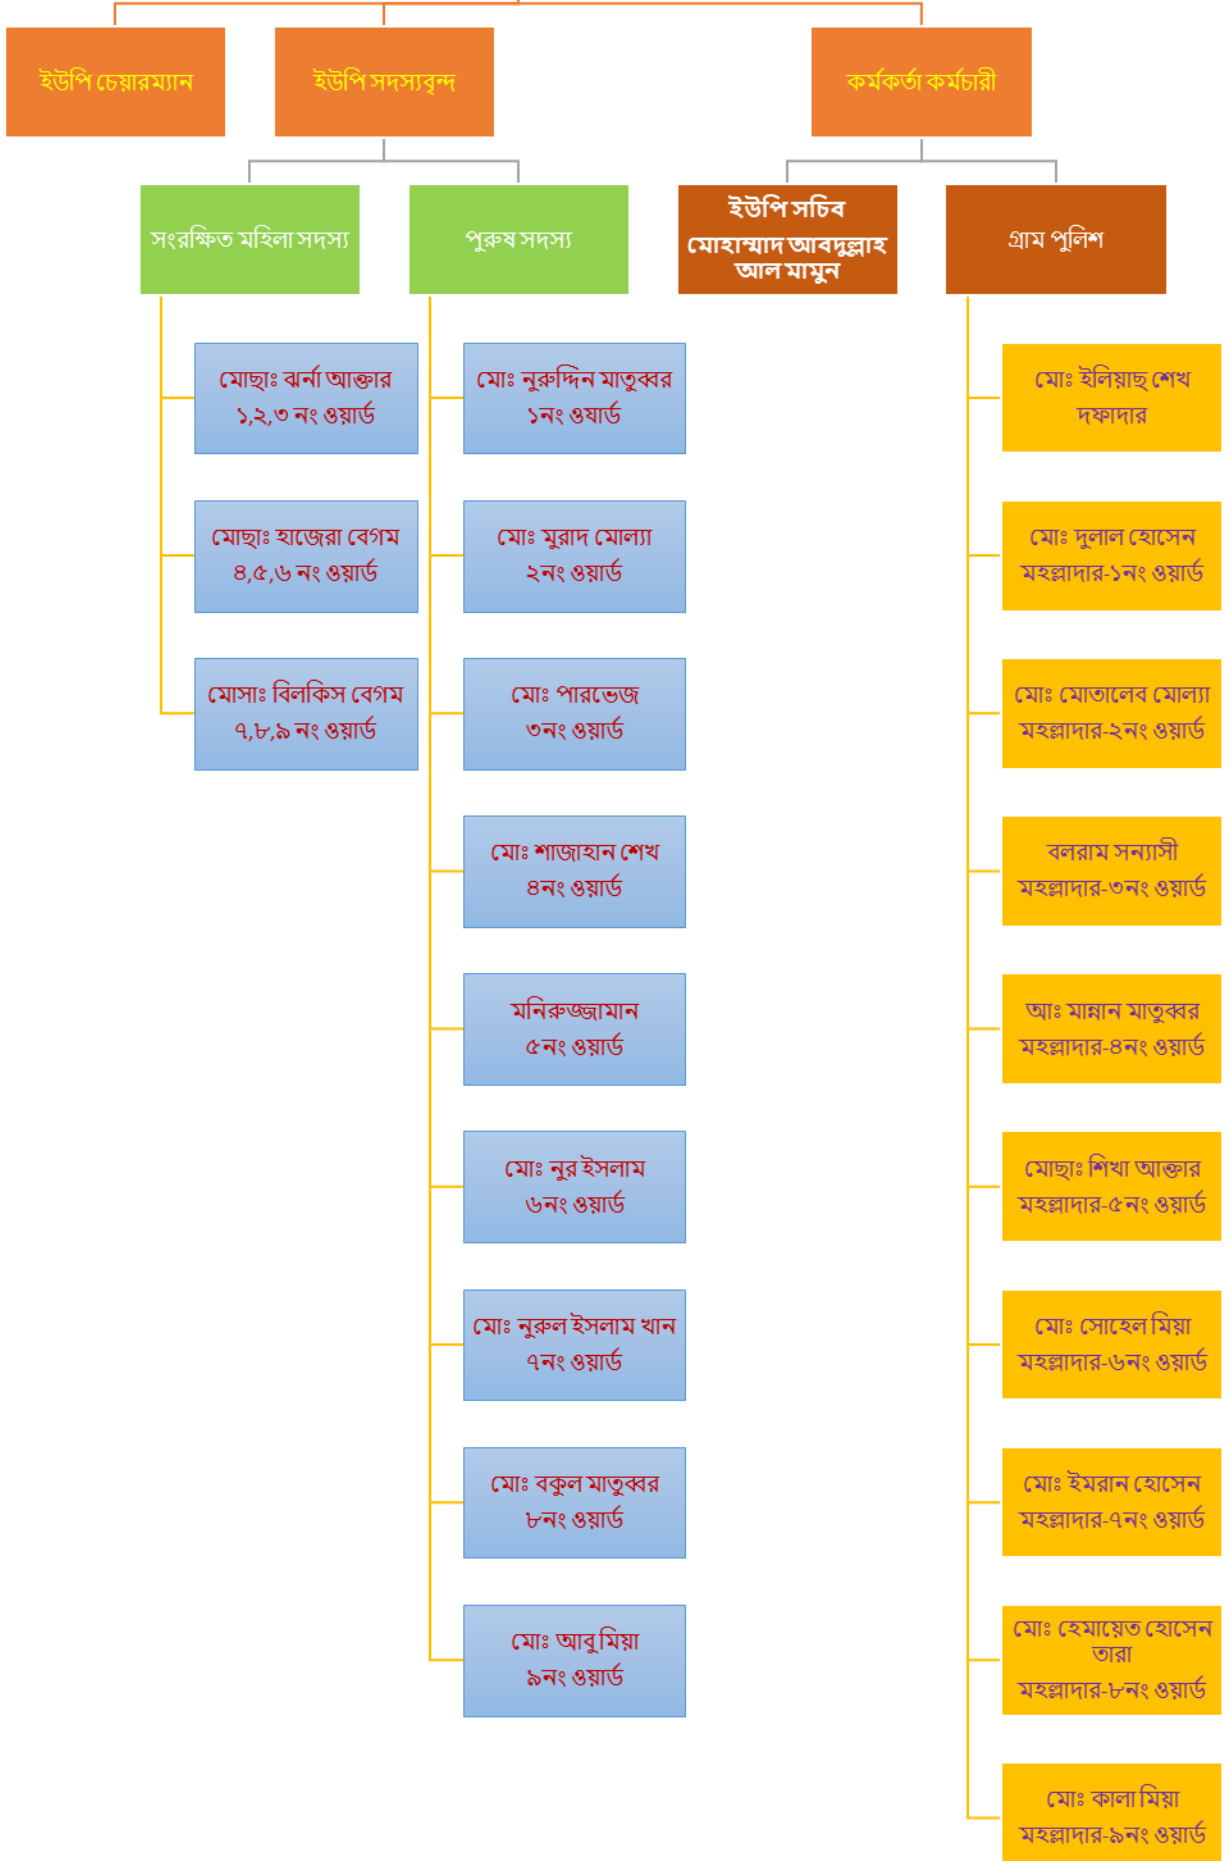 ইউপি চেয়ারম্যান
ইউপি সদস্যবৃন্দ
কর্মকর্তা কর্মচারী
সংরক্ষিত মহিলা সদস্য
পুরুষ সদস্য
ইউপি সচিব
মোহাম্মাদ আবদুল্লাহ
আল মামুন
গ্রাম পুলিশ
মোছাঃ ঝর্না আক্তার
১,২,৩ নং ওয়ার্ড
মোছাঃ হাজেরা বেগম
৪,৫,৬ নং ওয়ার্ড
মোসাঃ বিলকিস বেগম
৭,৮,৯ নং ওয়ার্ড
মোঃ নুরুদ্দিন মাতুব্বর
১নং ওযার্ড
মোঃ মুরাদ মোল্যা
২নং ওয়ার্ড
মোঃ পারভেজ
৩নং ওয়ার্ড
মোঃ শাজাহান শেখ
৪নং ওয়ার্ড
মনিরুজ্জামান
৫নং ওয়ার্ড
মোঃ নুর ইসলাম
৬নং ওয়ার্ড
মোঃ নুরুল ইসলাম খান
৭নং ওয়ার্ড
মোঃ বকুল মাতুব্বর
৮নং ওয়ার্ড
মোঃ আবু মিয়া
৯নং ওয়ার্ড
মোঃ ইলিয়াছ শেখ
দফাদার
মোঃ দুলাল হোসেন
মহল্লাদার-১নং ওয়ার্ড
মোঃ মোতালেব মোল্যা
মহল্লাদার-২নং ওয়ার্ড
বলরাম সন্যাসী
মহল্লাদার-৩নং ওয়ার্ড
আঃ মান্নান মাতুব্বর
মহল্লাদার-৪নং ওয়ার্ড
মোছাঃ শিখা আক্তার
মহল্লাদার-৫নং ওয়ার্ড
মোঃ সোহেল মিয়া
মহল্লাদার-৬নং ওয়ার্ড
মোঃ ইমরান হোসেন
মহল্লাদার-৭নং ওয়ার্ড
মোঃ হেমায়েত হোসেন
তারা
মহল্লাদার-৮নং ওয়ার্ড
মোঃ কালা মিয়া
মহল্লাদার-৯নং ওয়ার্ড